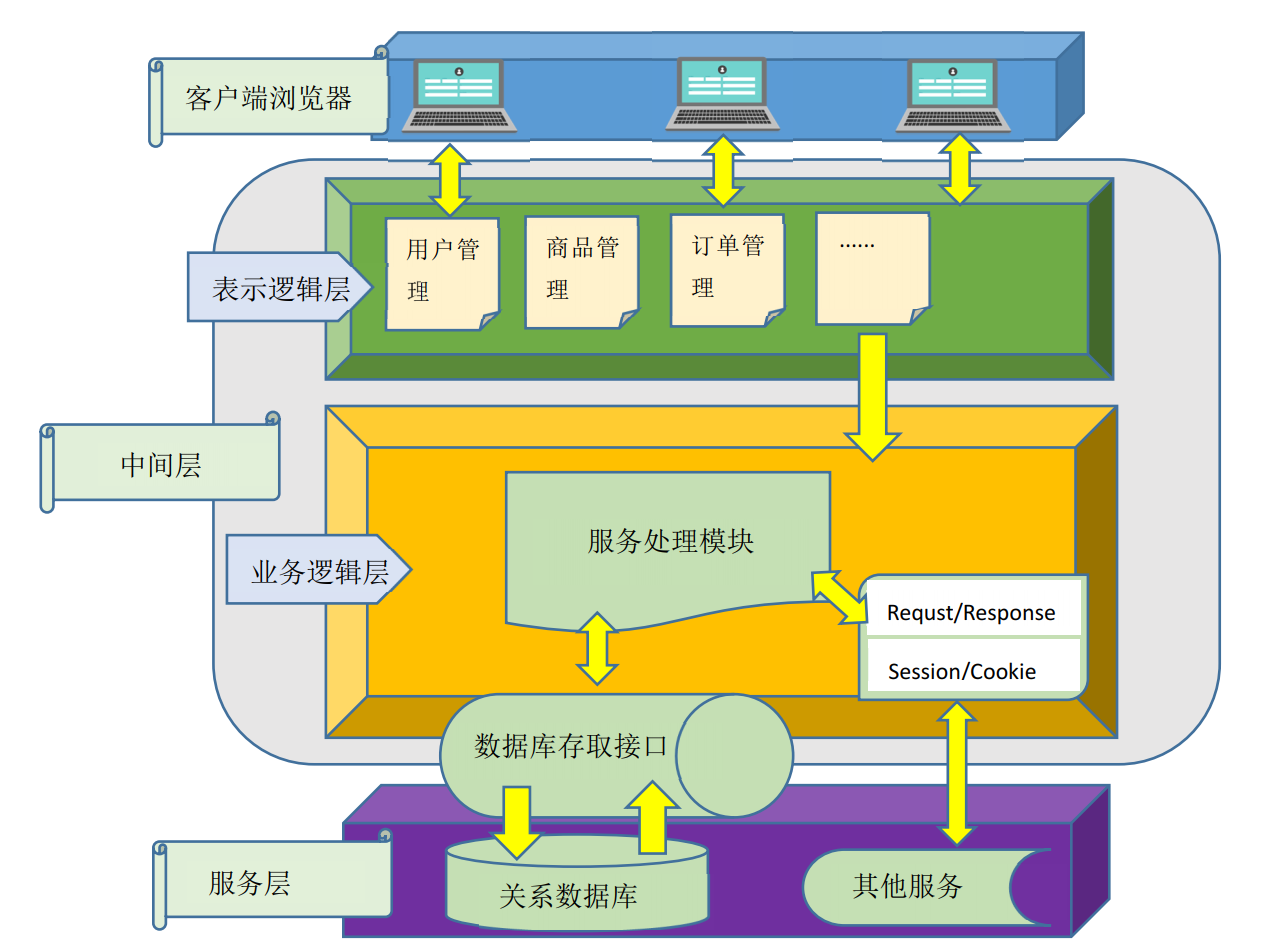 客户端浏览器
用户管
理
商品管
理
订单管
理
......
表示逻辑层
中间层
服务处理模块
业务逻辑层
Requst/Response
Session/Cookie
数据库存取接口
服务层
关系数据库
其他服务